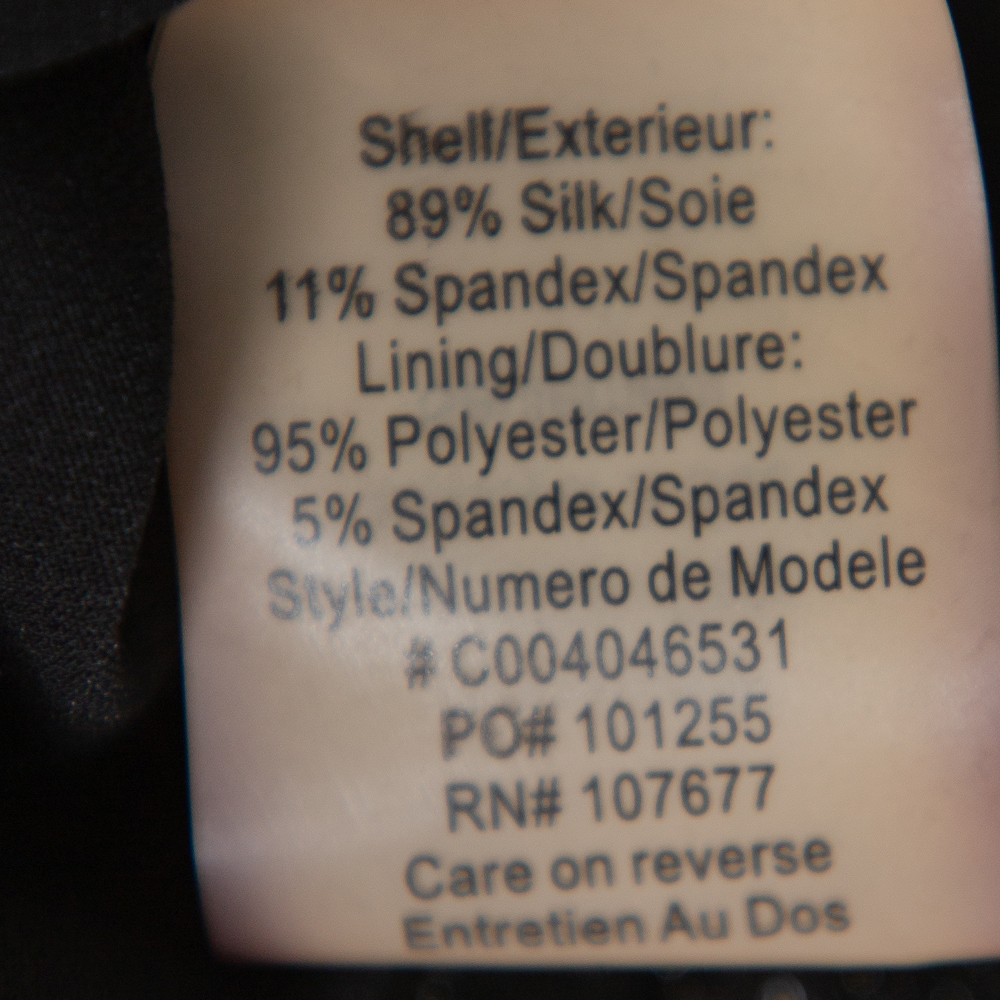 Shell/Exterieur:
89% Silk/Soie
11% Spandex/Spandex
Lining/Doublure:
95% Polyester/Polyester
5% Spandex/Spandex
Style/Numero de Modele
# C004046531
PO# 101255
RN# 107677
Care on reverse
Entretien Au Dos